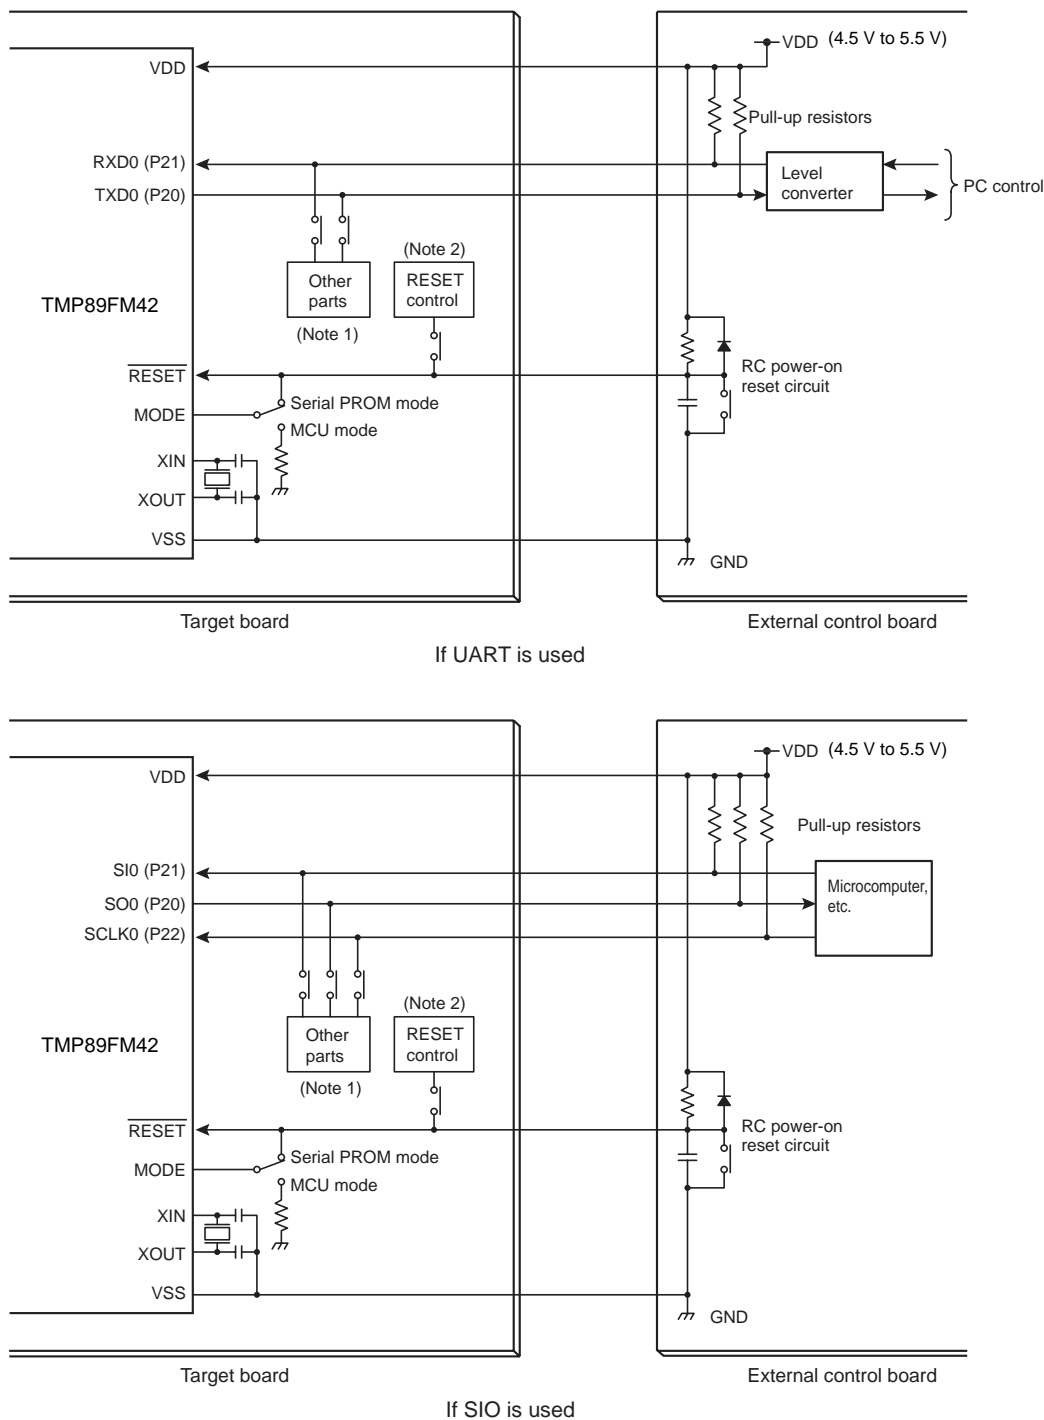 VDD (4.5 V to 5.5 V)
VDD
Pull-up resistors
RXD0 (P21)
TXD0 (P20)
Level
converter
PC control
(Note 2)
Other
parts
RESET
control
TMP89FM42
(Note 1)
RESET
RC power-on
reset circuit
Serial PROM mode
MODE
MCU mode
XIN
XOUT
VSS
GND
Target board
External control board
If UART is used
VDD (4.5 V to 5.5 V)
VDD
Pull-up resistors
SI0 (P21)
SO0 (P20)
SCLK0 (P22)
Microcomputer,
etc.
(Note 2)
Other
parts
RESET
control
TMP89FM42
(Note 1)
RESET
RC power-on
reset circuit
Serial PROM mode
MODE
MCU mode
XIN
XOUT
VSS
GND
Target board
External control board
If SIO is used